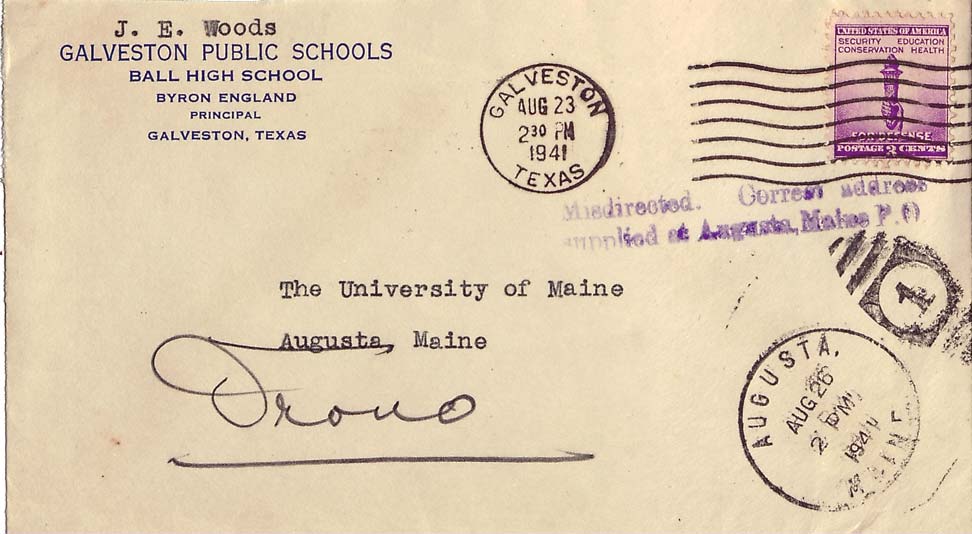 J. E. Woods
GALVESTON PUBLIC SCHOOLS
BALL HIGH SCHOOL
BYRON ENGLAND
PRINCIPAL
GALVESTON, TEXAS
GALVESTON
AUG 23
2 30 PM
1941
TEXAS
UNITED STATES OF AMERICA
SECURITY EDUCATION
CONSERVATION HEALTH
FOR DEFENSE
POSTAGE 3 CENTS
Misdirected. Correct address
supplied at Augusta, Maine P.O
The University of Maine
Augusta, Maine
Orono
1
AUGUSTA,
AUG 26
2 PM
1941
MAINE